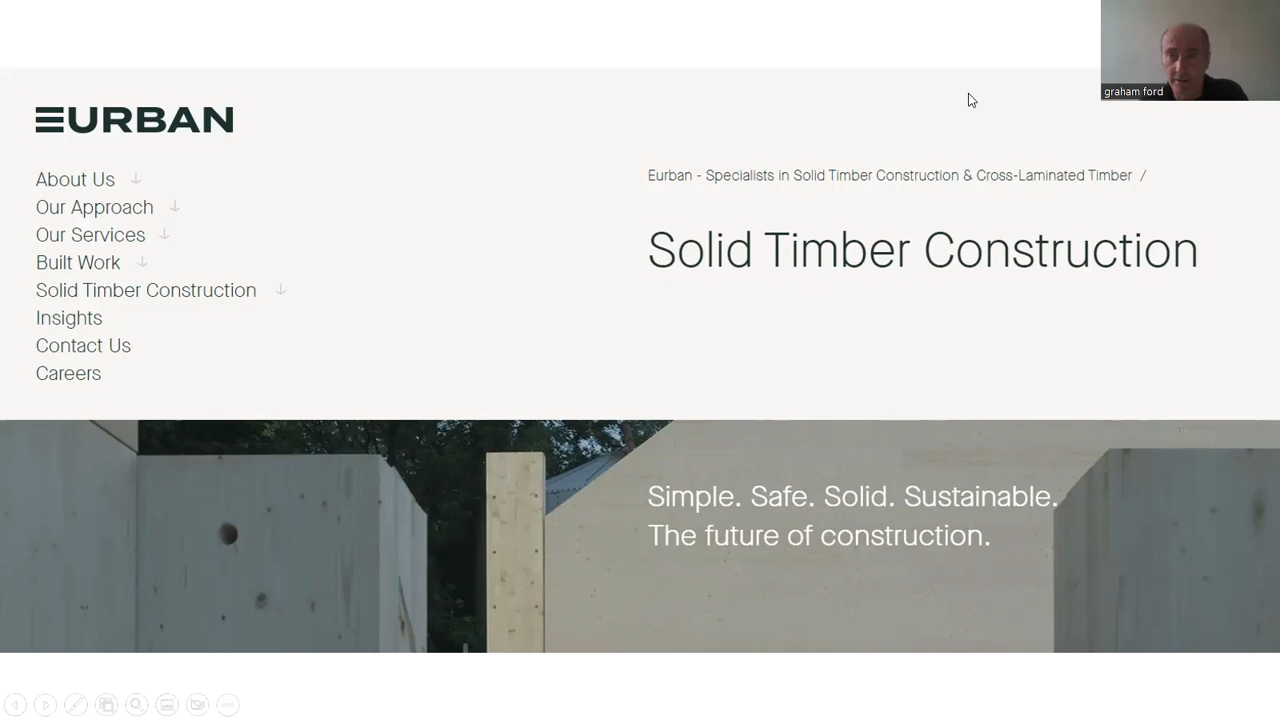 graham ford
EURBAN
About Us
Our Approach
Our Services
Built Work
Solid Timber Construction
Insights
Contact Us
Careers
Eurban - Specialists in Solid Timber Construction & Cross-Laminated Timber /
Solid Timber Construction
Simple. Safe. Solid. Sustainable.
The future of construction.